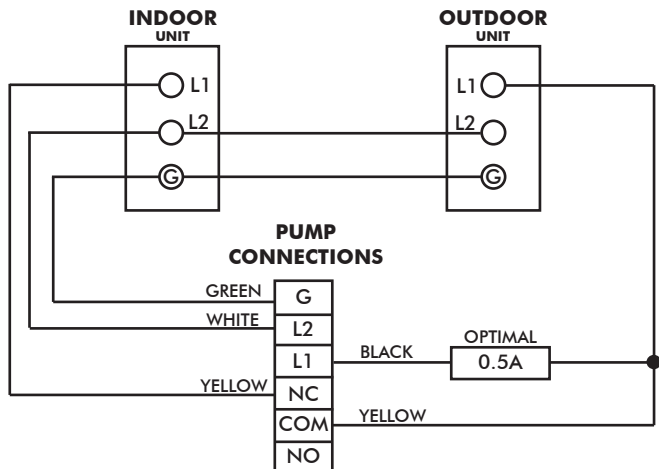 INDOOR
UNIT
OUTDOOR
UNIT
L1
L1
L2
L2
G
G
PUMP
CONNECTIONS
GREEN
G
WHITE
L2
L1
BLACK
OPTIMAL
0.5A
YELLOW
NC
COM
YELLOW
NO